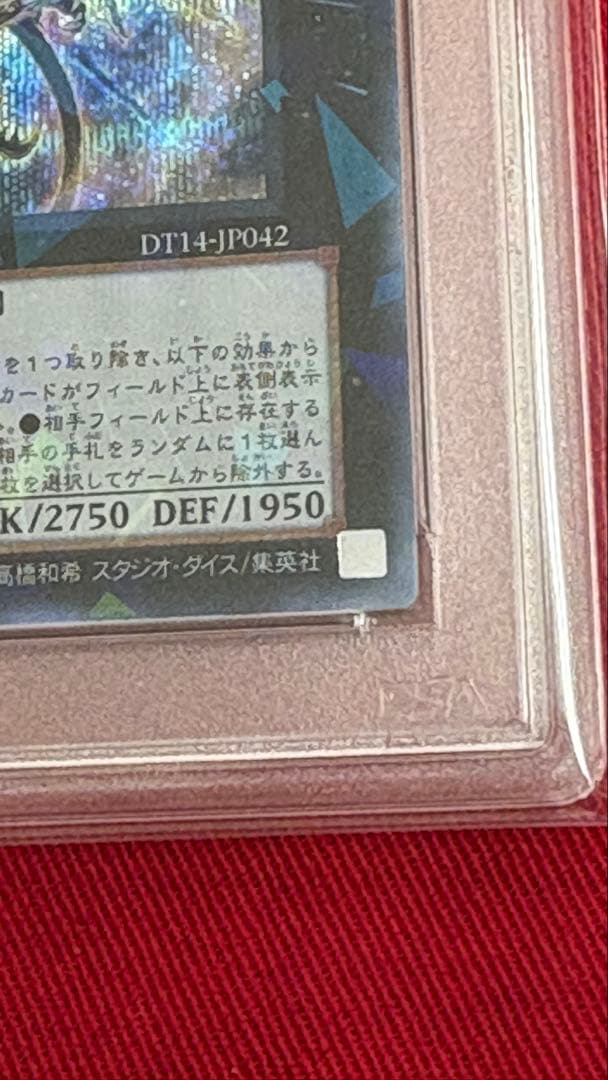 DT14-JP042
を1つ取り除き、以下の効果から
カードがフィールド上に表側表示
。●相手フィールド上に存在する
相手の手札をランダムに1枚選ん
枚を選択してゲームから除外する。
K/2750 DEF/1950
高橋和希 スタジオ・ダイス/集英社